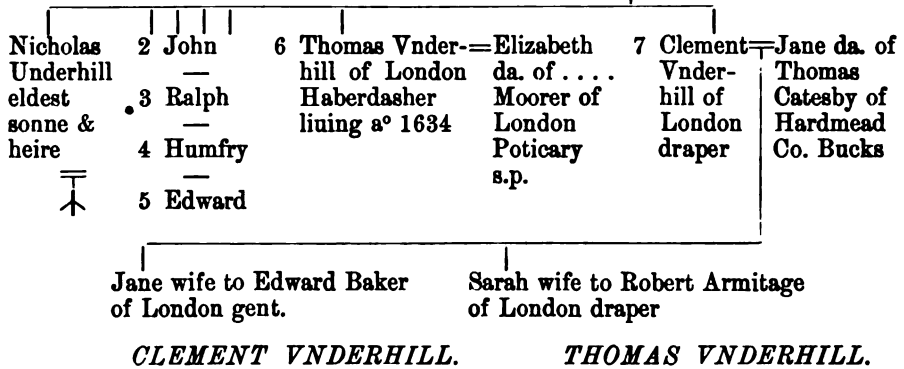 Nicholas
Underhill
eldest
sonne &
heire
2 John
3 Ralph
4 Humfry
5 Edward
6 Thomas Vnder-=Elizabeth
hill of London da. of ....
Haberdasher Moorer of
liuing aº 1634 London
Poticary
s.p.
7 Clement=Jane da. of
Vnder- Thomas
hill of Catesby of
London Hardmead
draper Co. Bucks
Jane wife to Edward Baker
of London gent.
Sarah wife to Robert Armitage
of London draper
CLEMENT VNDERHILL. THOMAS VNDERHILL.